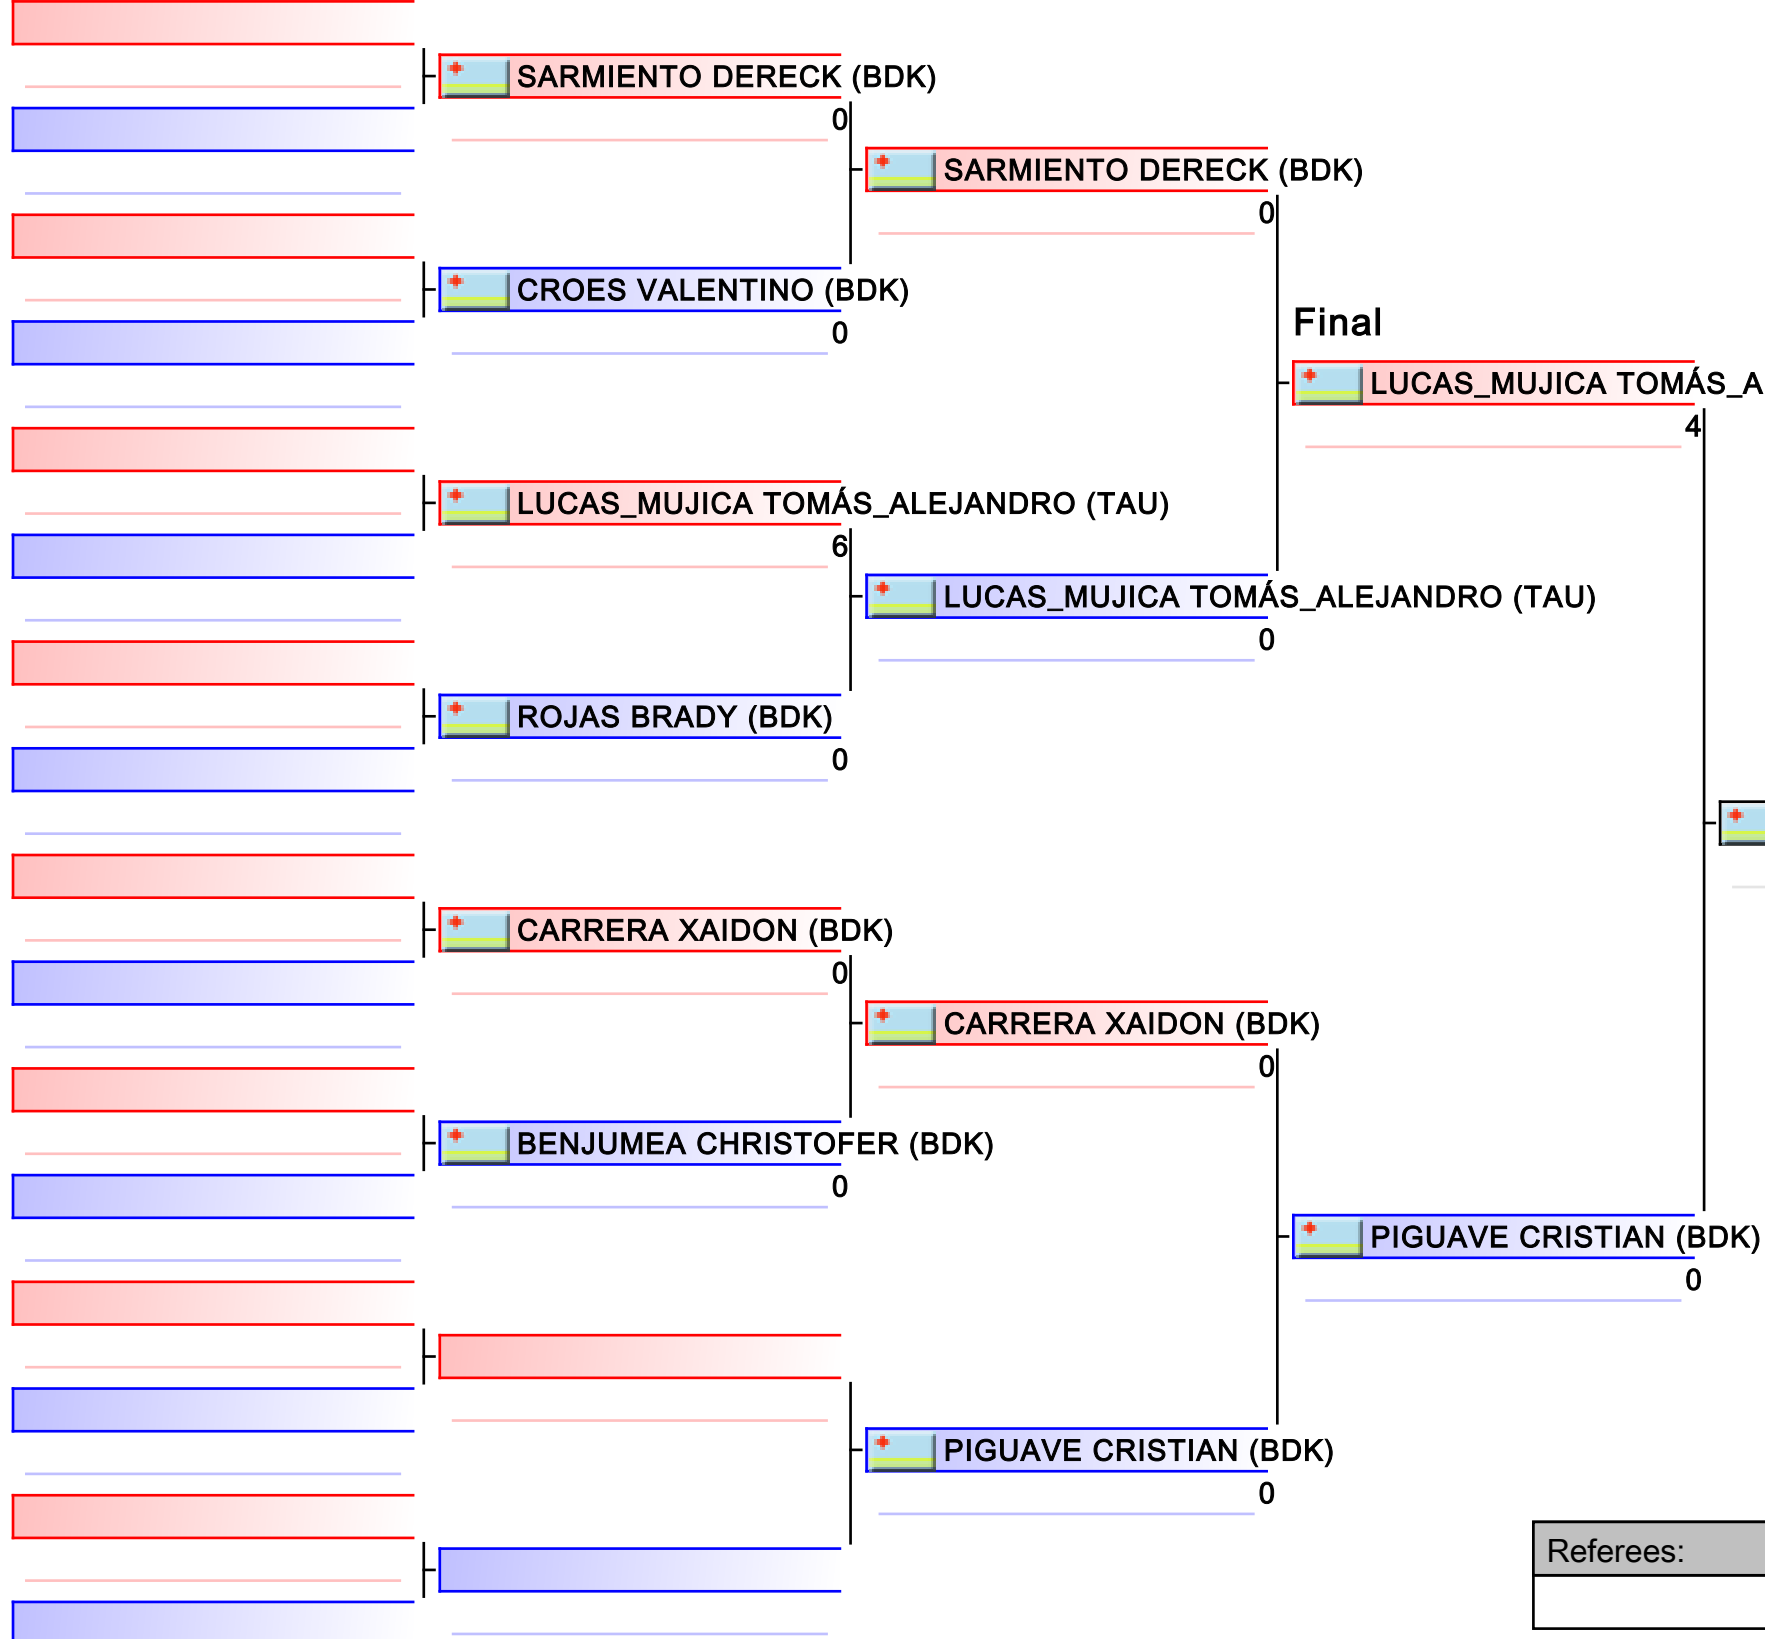 SARMIENTO DERECK (BDK)
0
SARMIENTO DERECK (BDK)
0
CROES VALENTINO (BDK)
0
Final
LUCAS_MUJICA TOMÁS_A
4
LUCAS_MUJICA TOMÁS_ALEJANDRO (TAU)
6
LUCAS_MUJICA TOMÁS_ALEJANDRO (TAU)
0
ROJAS BRADY (BDK)
0
CARRERA XAIDON (BDK)
0
CARRERA XAIDON (BDK)
0
BENJUMEA CHRISTOFER (BDK)
0
PIGUAVE CRISTIAN (BDK)
0
PIGUAVE CRISTIAN (BDK)
0
Referees: